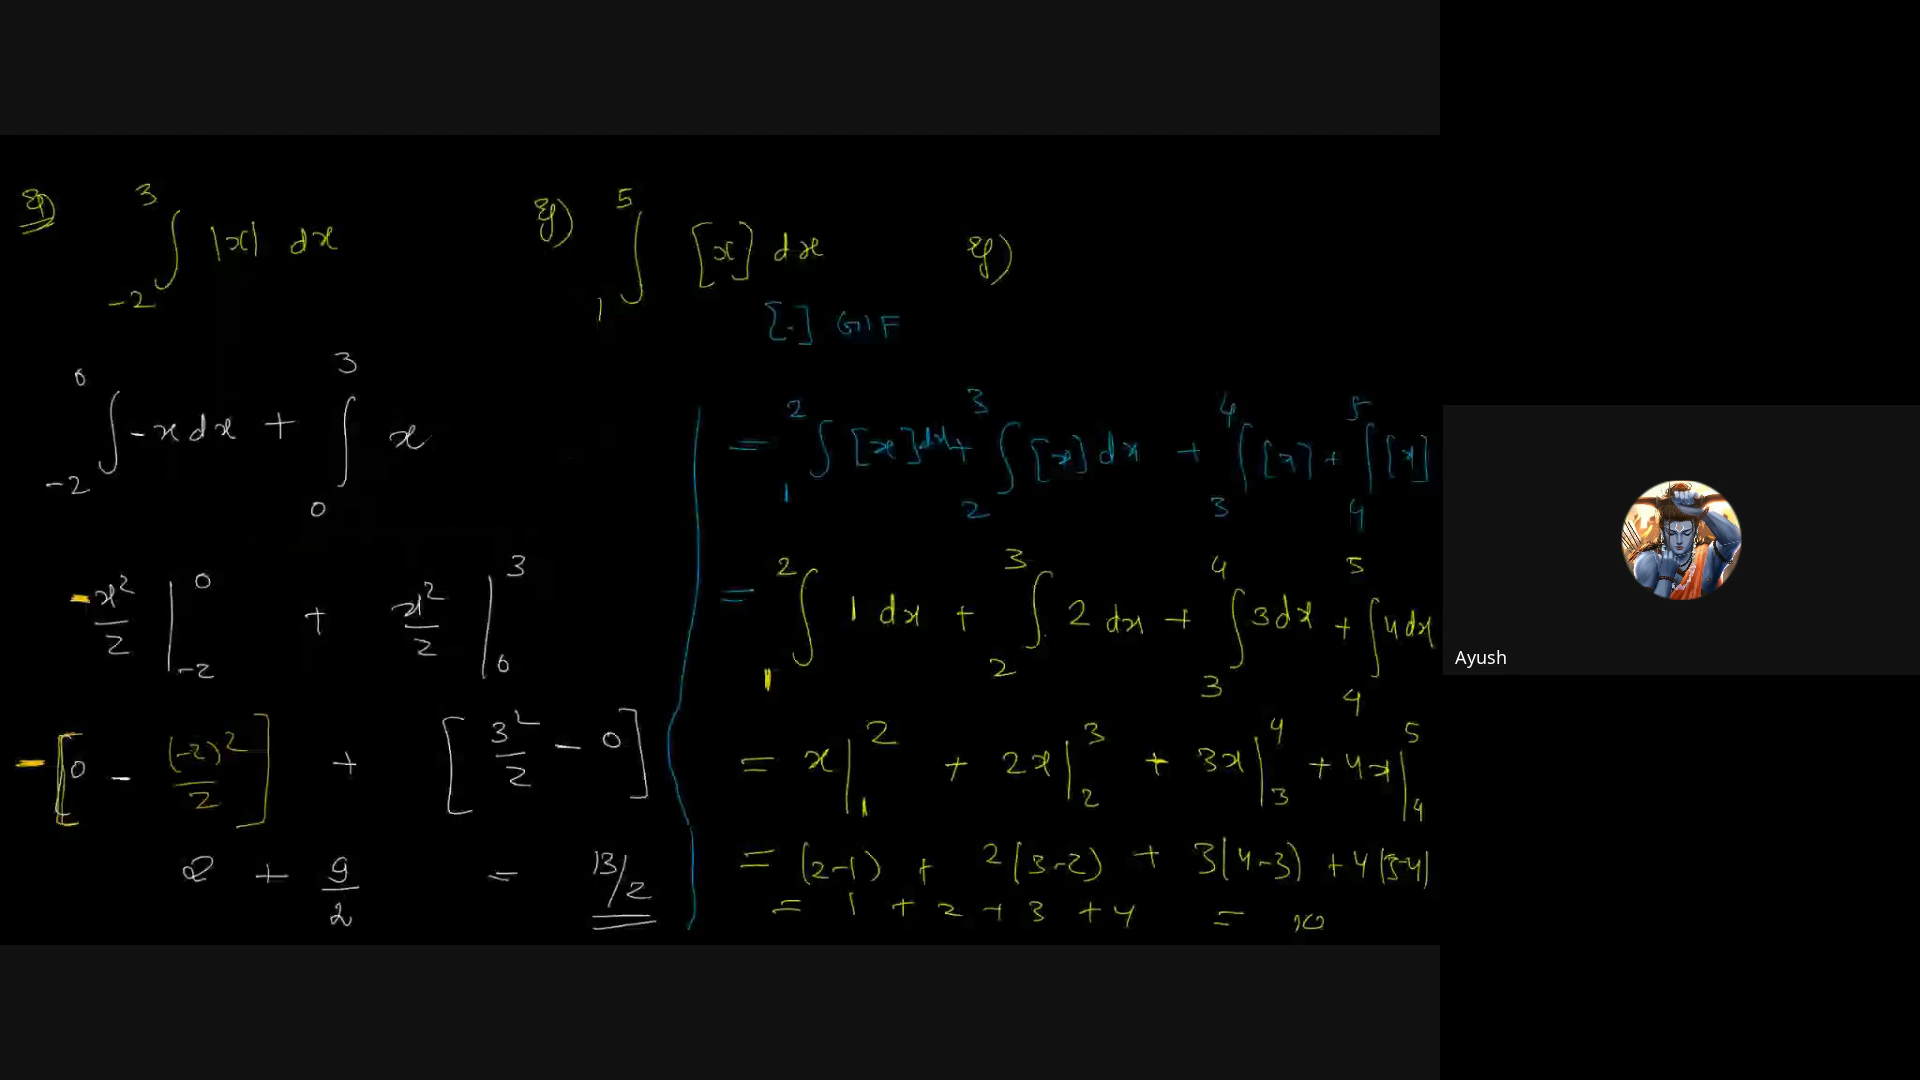 Eg) ∫_{-2}^{3} |x| dx
∫_{-2}^{0} -x dx + ∫_{0}^{3} x
-x²/2 |_{-2}^{0} + x²/2 |_{0}^{3}
-[0 - (-2)²/2] + [3²/2 - 0]
2 + 9/2 = 13/2
Eg) ∫_{1}^{5} [x] dx
[.] GIF
= ∫_{1}^{2} [x] dx + ∫_{2}^{3} [x] dx + ∫_{3}^{4} [x] + ∫_{4}^{5} [x]
= ∫_{1}^{2} 1 dx + ∫_{2}^{3} 2 dx + ∫_{3}^{4} 3 dx + ∫_{4}^{5} 4 dx
= x |_{1}^{2} + 2x |_{2}^{3} + 3x |_{3}^{4} + 4x |_{4}^{5}
= (2-1) + 2(3-2) + 3(4-3) + 4(5-4)
= 1 + 2 + 3 + 4 = 10
Eg)
Ayush